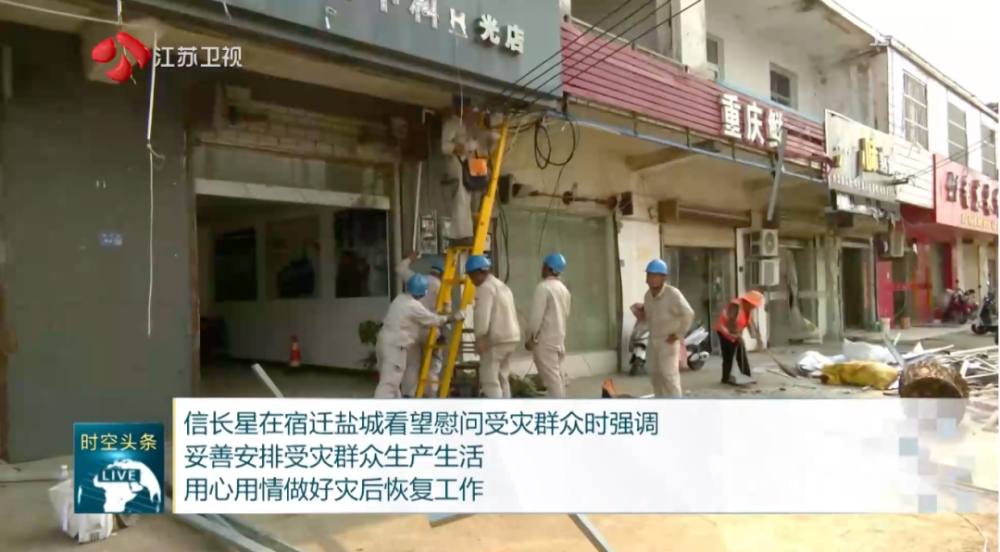 江苏卫视
光店
重庆鲜
时空头条
LIVE
信长星在宿迁盐城看望慰问受灾群众时强调
妥善安排受灾群众生产生活
用心用情做好灾后恢复工作